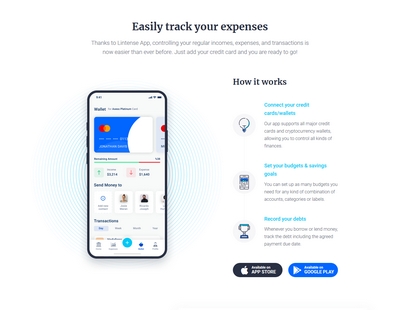 Easily track your expenses
Thanks to Lintense App, controlling your regular incomes, expenses, and transactions is
now easier than ever before. Just add your credit card and you are ready to go.
How it works
Connect your credit
cards/wallets
Our app supports all major credit
cards and cryptocurrency wallets,
allowing you to control all kinds of
finances.
Set your budgets & savings
goals
You can set up as many budgets you
need for any kind of combination of
accounts, categories or labels.
Record your debts
Whenever you borrow or lend money
track the debt including the agreed
payment due date.
Available on
APP STORE
Available on
GOOGLE PLAY
Wallet
Send Money to
Transactions